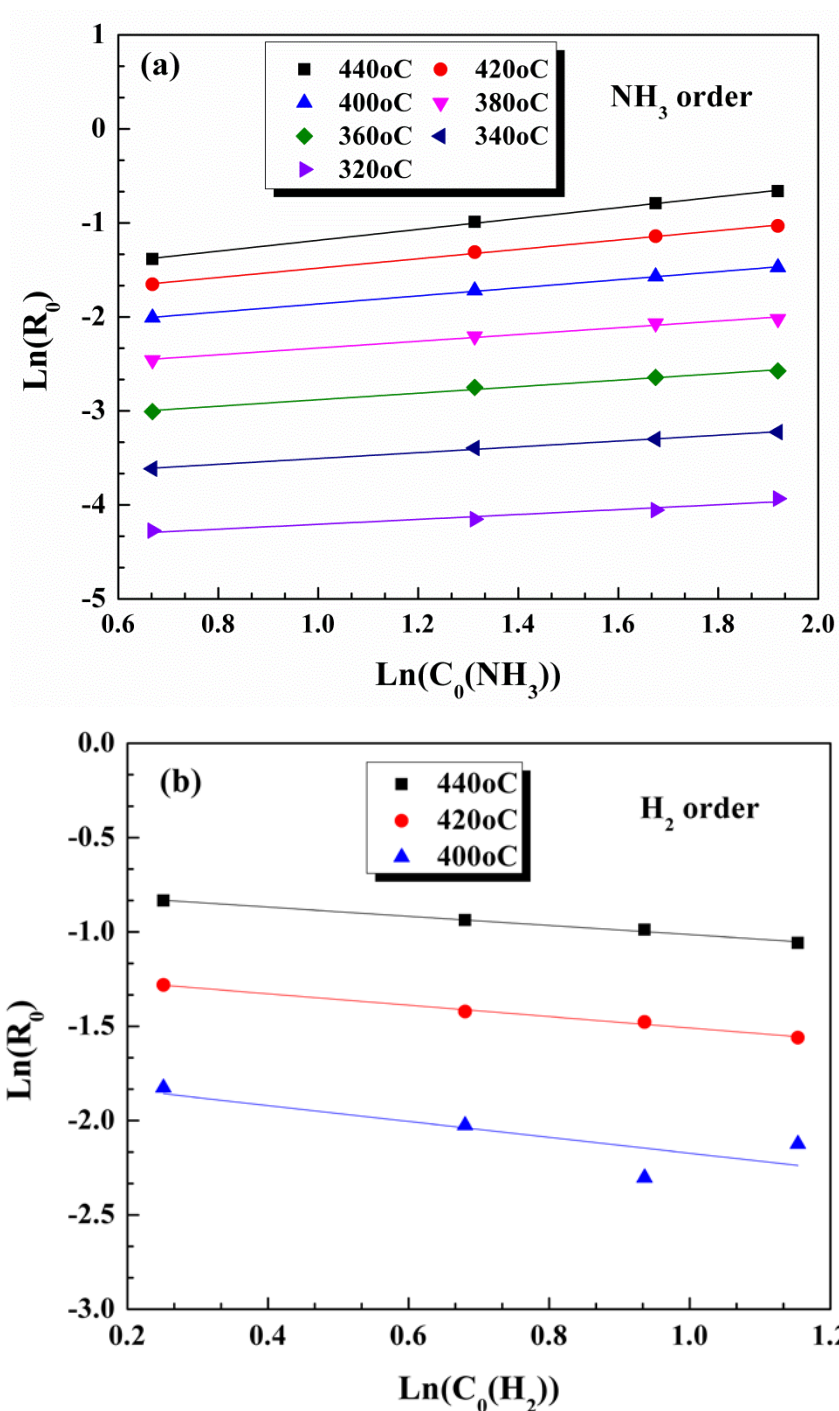 (a)
440oC 420oC
400oC 380oC
360oC 340oC
320oC
NH₃ order
1
0
-1
-2
-3
-4
-5
Ln(R₀)
0.6 0.8 1.0 1.2 1.4 1.6 1.8 2.0
Ln(C₀(NH₃))
(b)
440oC
420oC
400oC
H₂ order
0.0
-0.5
-1.0
-1.5
-2.0
-2.5
-3.0
Ln(R₀)
0.2 0.4 0.6 0.8 1.0 1.2
Ln(C₀(H₂))